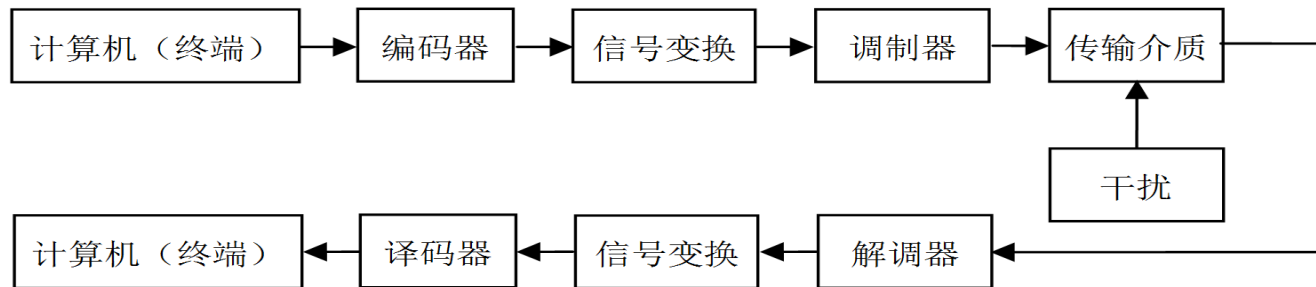 计算机（终端）
编码器
信号变换
调制器
传输介质
干扰
计算机（终端）
译码器
信号变换
解调器